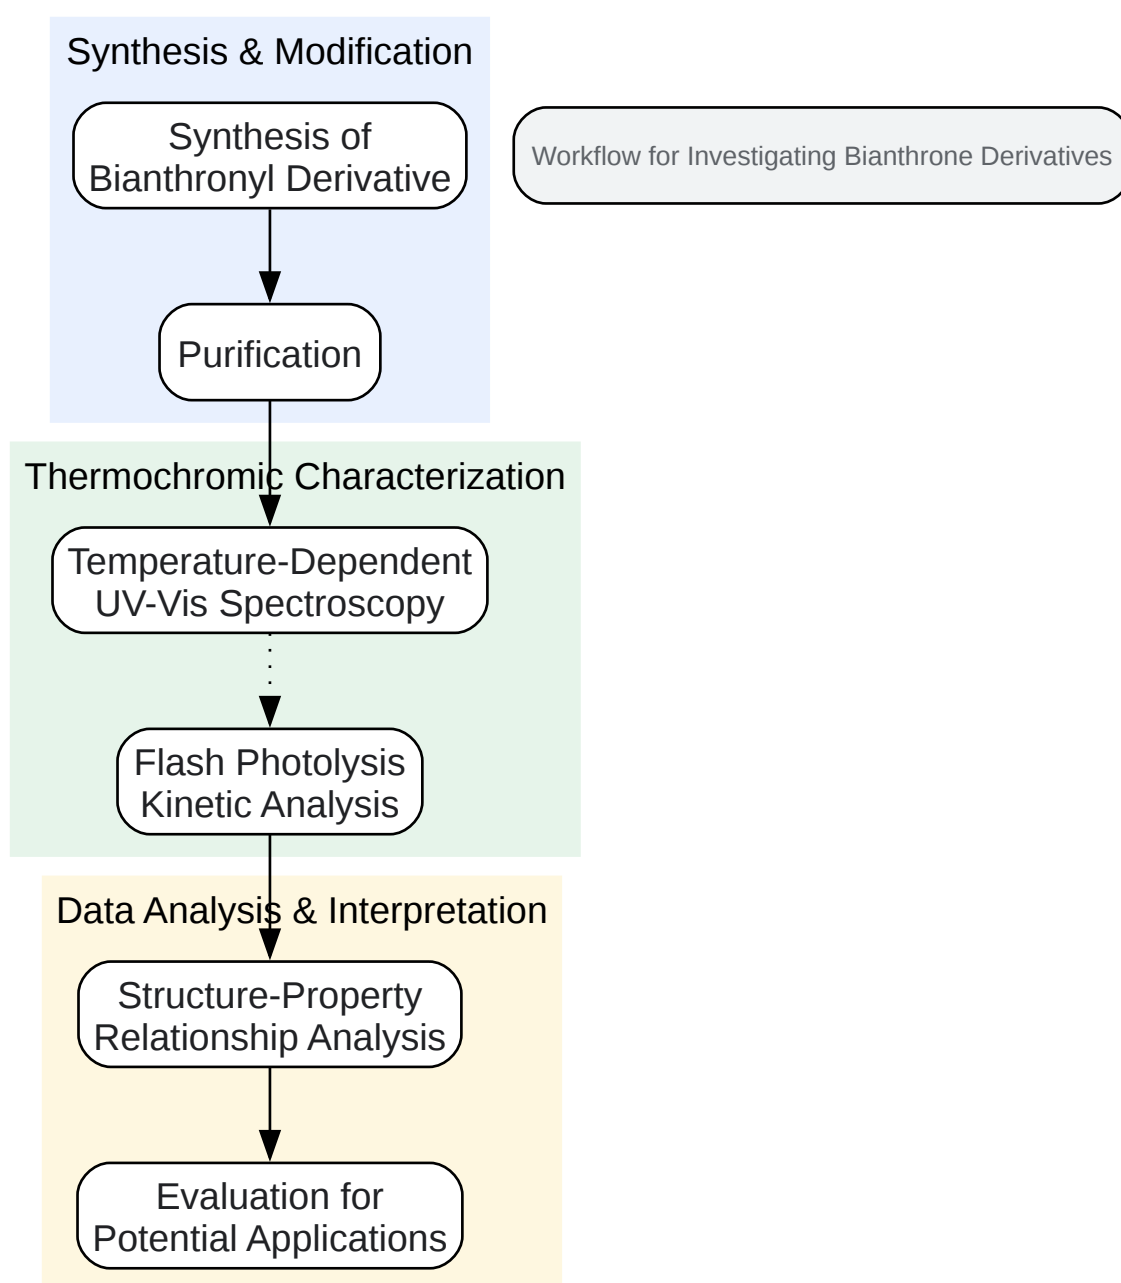 Synthesis & Modification
Synthesis of
Bianthronyl Derivative
Workflow for Investigating Bianthrone Derivatives
Purification
Thermochromic Characterization
Temperature-Dependent
UV-Vis Spectroscopy
Flash Photolysis
Kinetic Analysis
Data Analysis & Interpretation
Structure-Property
Relationship Analysis
Evaluation for
Potential Applications